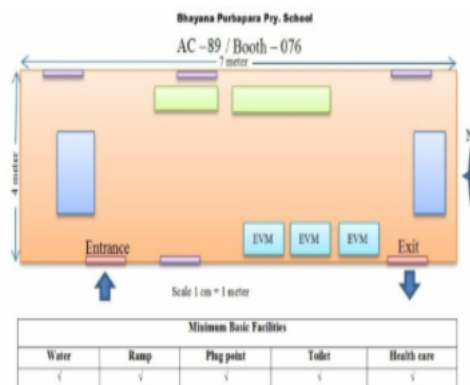 Bhayana Purbapara Pry. School
AC -89 / Booth -076
7 meter
4 meter
N
EVM EVM EVM
Entrance Exit
Scale 1 cm = 1 meter
Minimum Basic Facilities
Water Ramp Plug point Toilet Health care
√ √ √ √ √